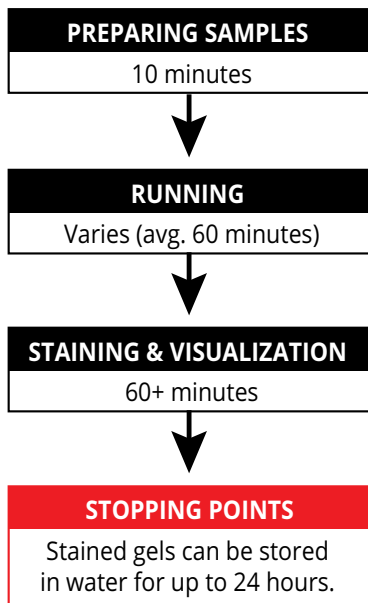 PREPARING SAMPLES
10 minutes
RUNNING
Varies (avg. 60 minutes)
STAINING & VISUALIZATION
60+ minutes
STOPPING POINTS
Stained gels can be stored
in water for up to 24 hours.